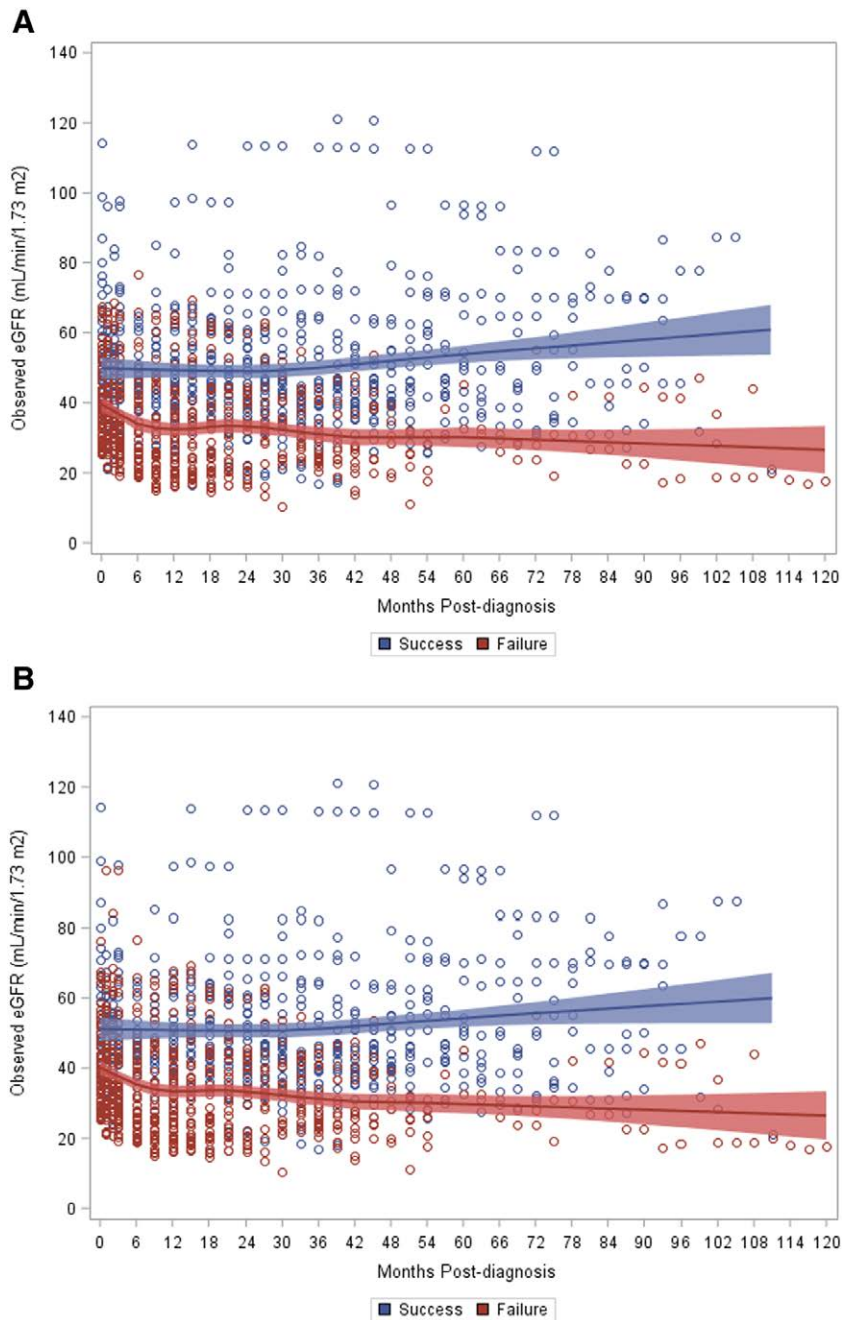 A
140
120
100
80
60
40
20
0
Observed eGFR (mL/min/1.73 m2)
0 6 12 18 24 30 36 42 48 54 60 66 72 78 84 90 96 102 108 114 120
Months Post-diagnosis
Success Failure
B
140
120
100
80
60
40
20
0
Observed eGFR (mL/min/1.73 m2)
0 6 12 18 24 30 36 42 48 54 60 66 72 78 84 90 96 102 108 114 120
Months Post-diagnosis
Success Failure